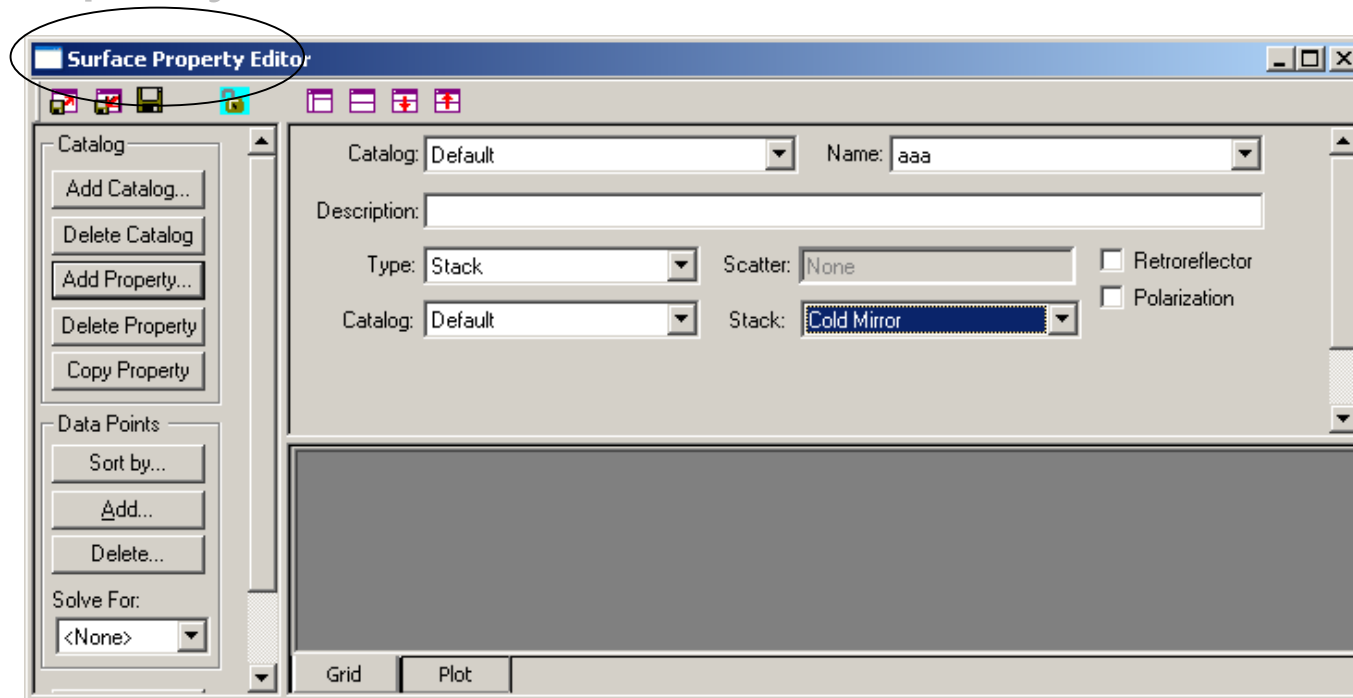 Surface Property Editor
Catalog
Add Catalog...
Delete Catalog
Add Property...
Delete Property
Copy Property
Data Points
Sort by...
Add...
Delete...
Solve For:
<None>
Catalog: Default Name: aaa
Description:
Type: Stack Scatter: None Retroreflector
Polarization
Catalog: Default Stack: Cold Mirror
Grid Plot